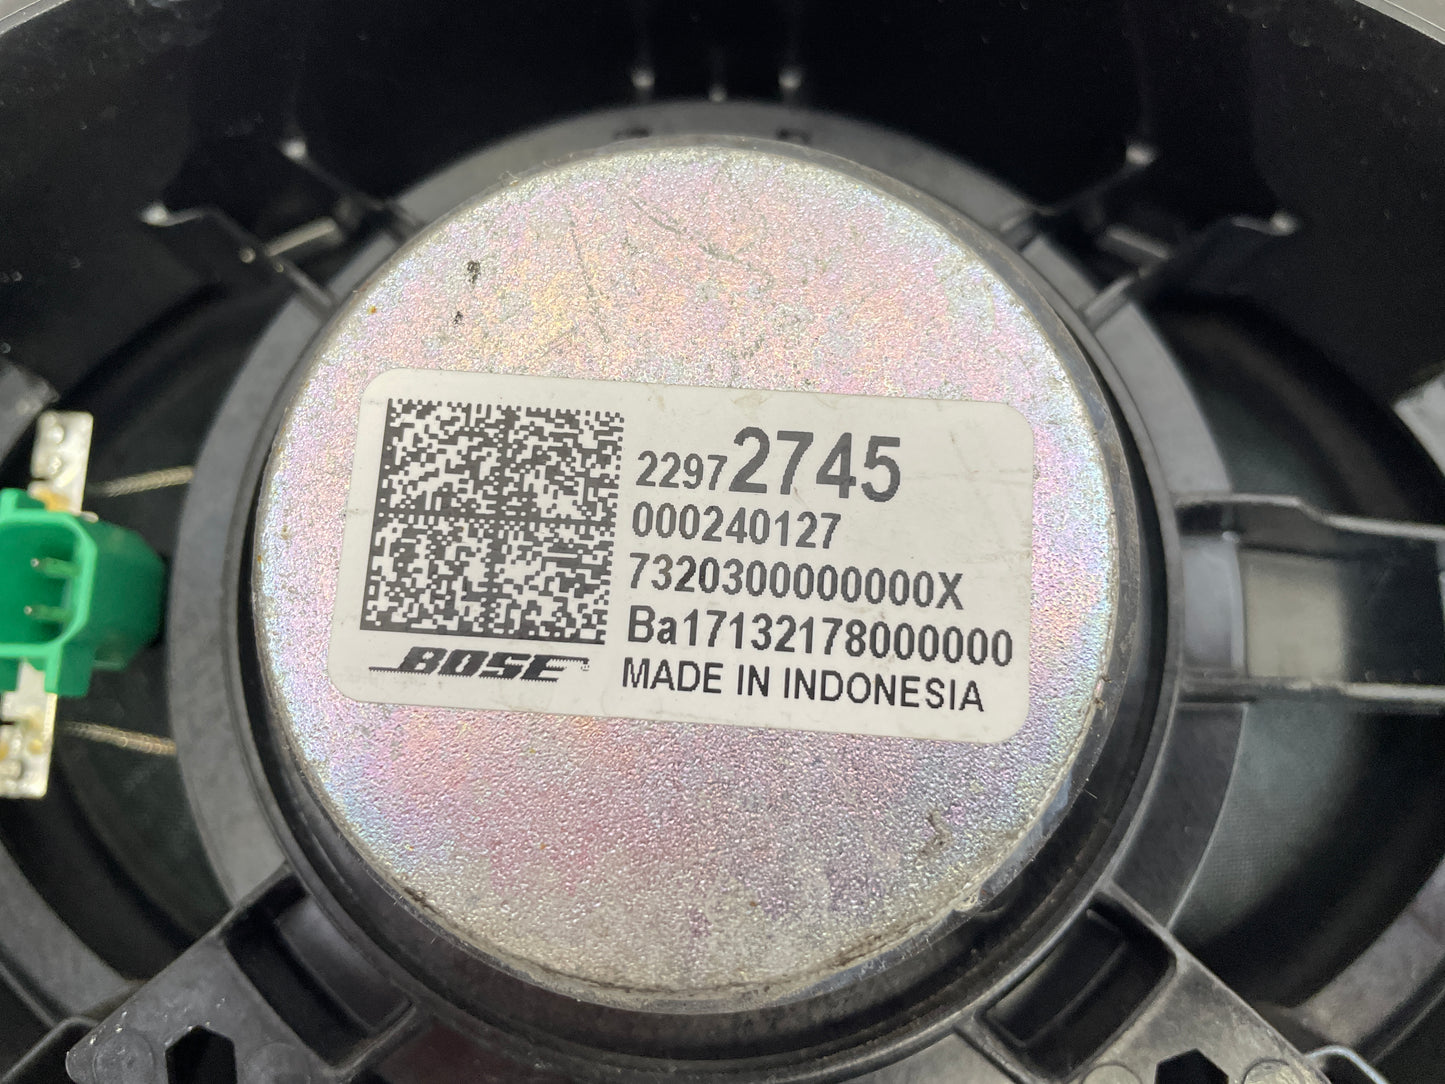 22972745
000240127
7320300000000X
Ba17132178000000
BOSE
MADE IN INDONESIA